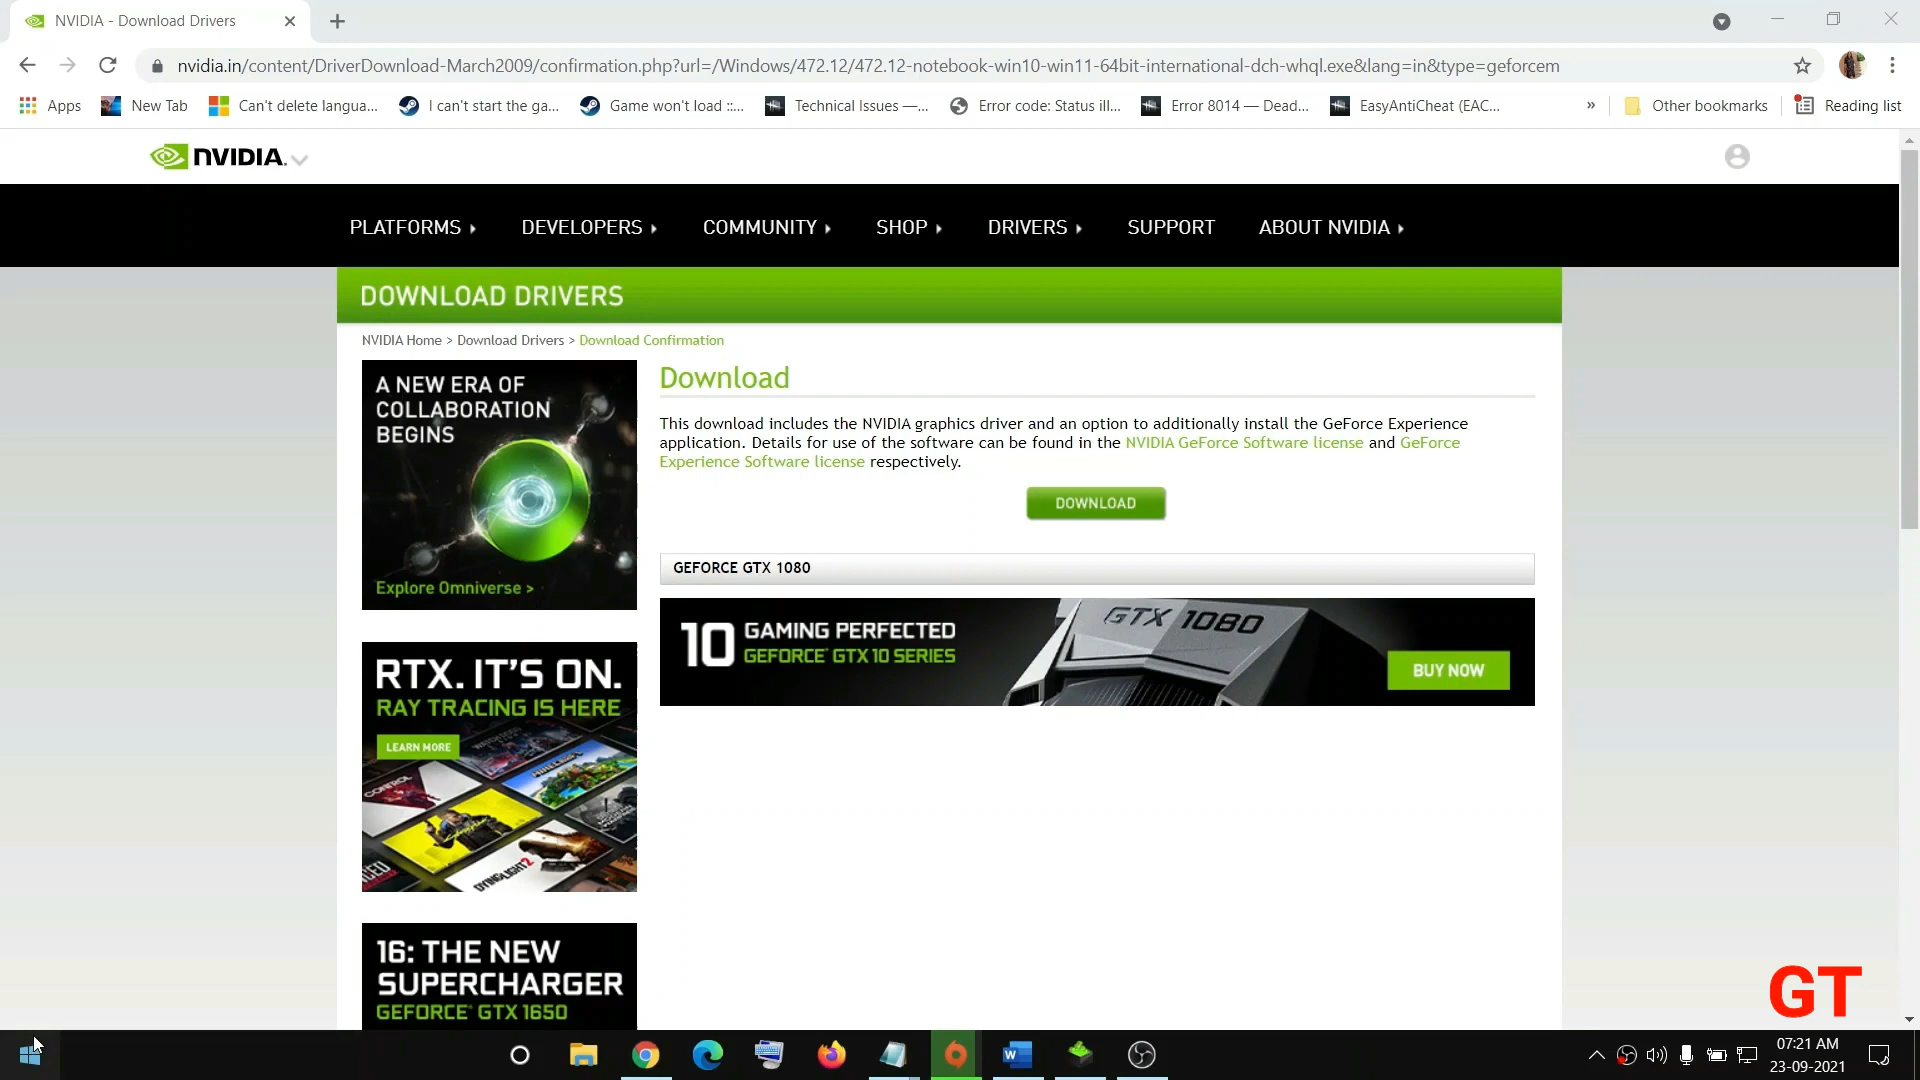 NVIDIA - Download Drivers
nvidia.in/content/DriverDownload-March2009/confirmation.php?url=/Windows/472.12/472.12-notebook-win10-win11-64bit-international-dch-whql.exe&lang=in&type=geforcem
Apps
New Tab
Can't delete langua...
I can't start the ga...
Game won't load ::...
Technical Issues —...
Error code: Status ill...
Error 8014 — Dead...
EasyAntiCheat (EAC...
»
Other bookmarks
Reading list
NVIDIA.
PLATFORMS
DEVELOPERS
COMMUNITY
SHOP
DRIVERS
SUPPORT
ABOUT NVIDIA
DOWNLOAD DRIVERS
NVIDIA Home > Download Drivers > Download Confirmation
A NEW ERA OF
COLLABORATION
BEGINS
Explore Omniverse >
Download
This download includes the NVIDIA graphics driver and an option to additionally install the GeForce Experience
application. Details for use of the software can be found in the NVIDIA GeForce Software license and GeForce
Experience Software license respectively.
DOWNLOAD
GEFORCE GTX 1080
10 GAMING PERFECTED
GEFORCE® GTX 10 SERIES
GTX 1080
BUY NOW
RTX. IT'S ON.
RAY TRACING IS HERE
LEARN MORE
WATCH DOGS
MINECRAFT
CONTROL
DYING LIGHT 2
16: THE NEW
SUPERCHARGER
GEFORCE® GTX 1650
GT
W
07:21 AM
23-09-2021